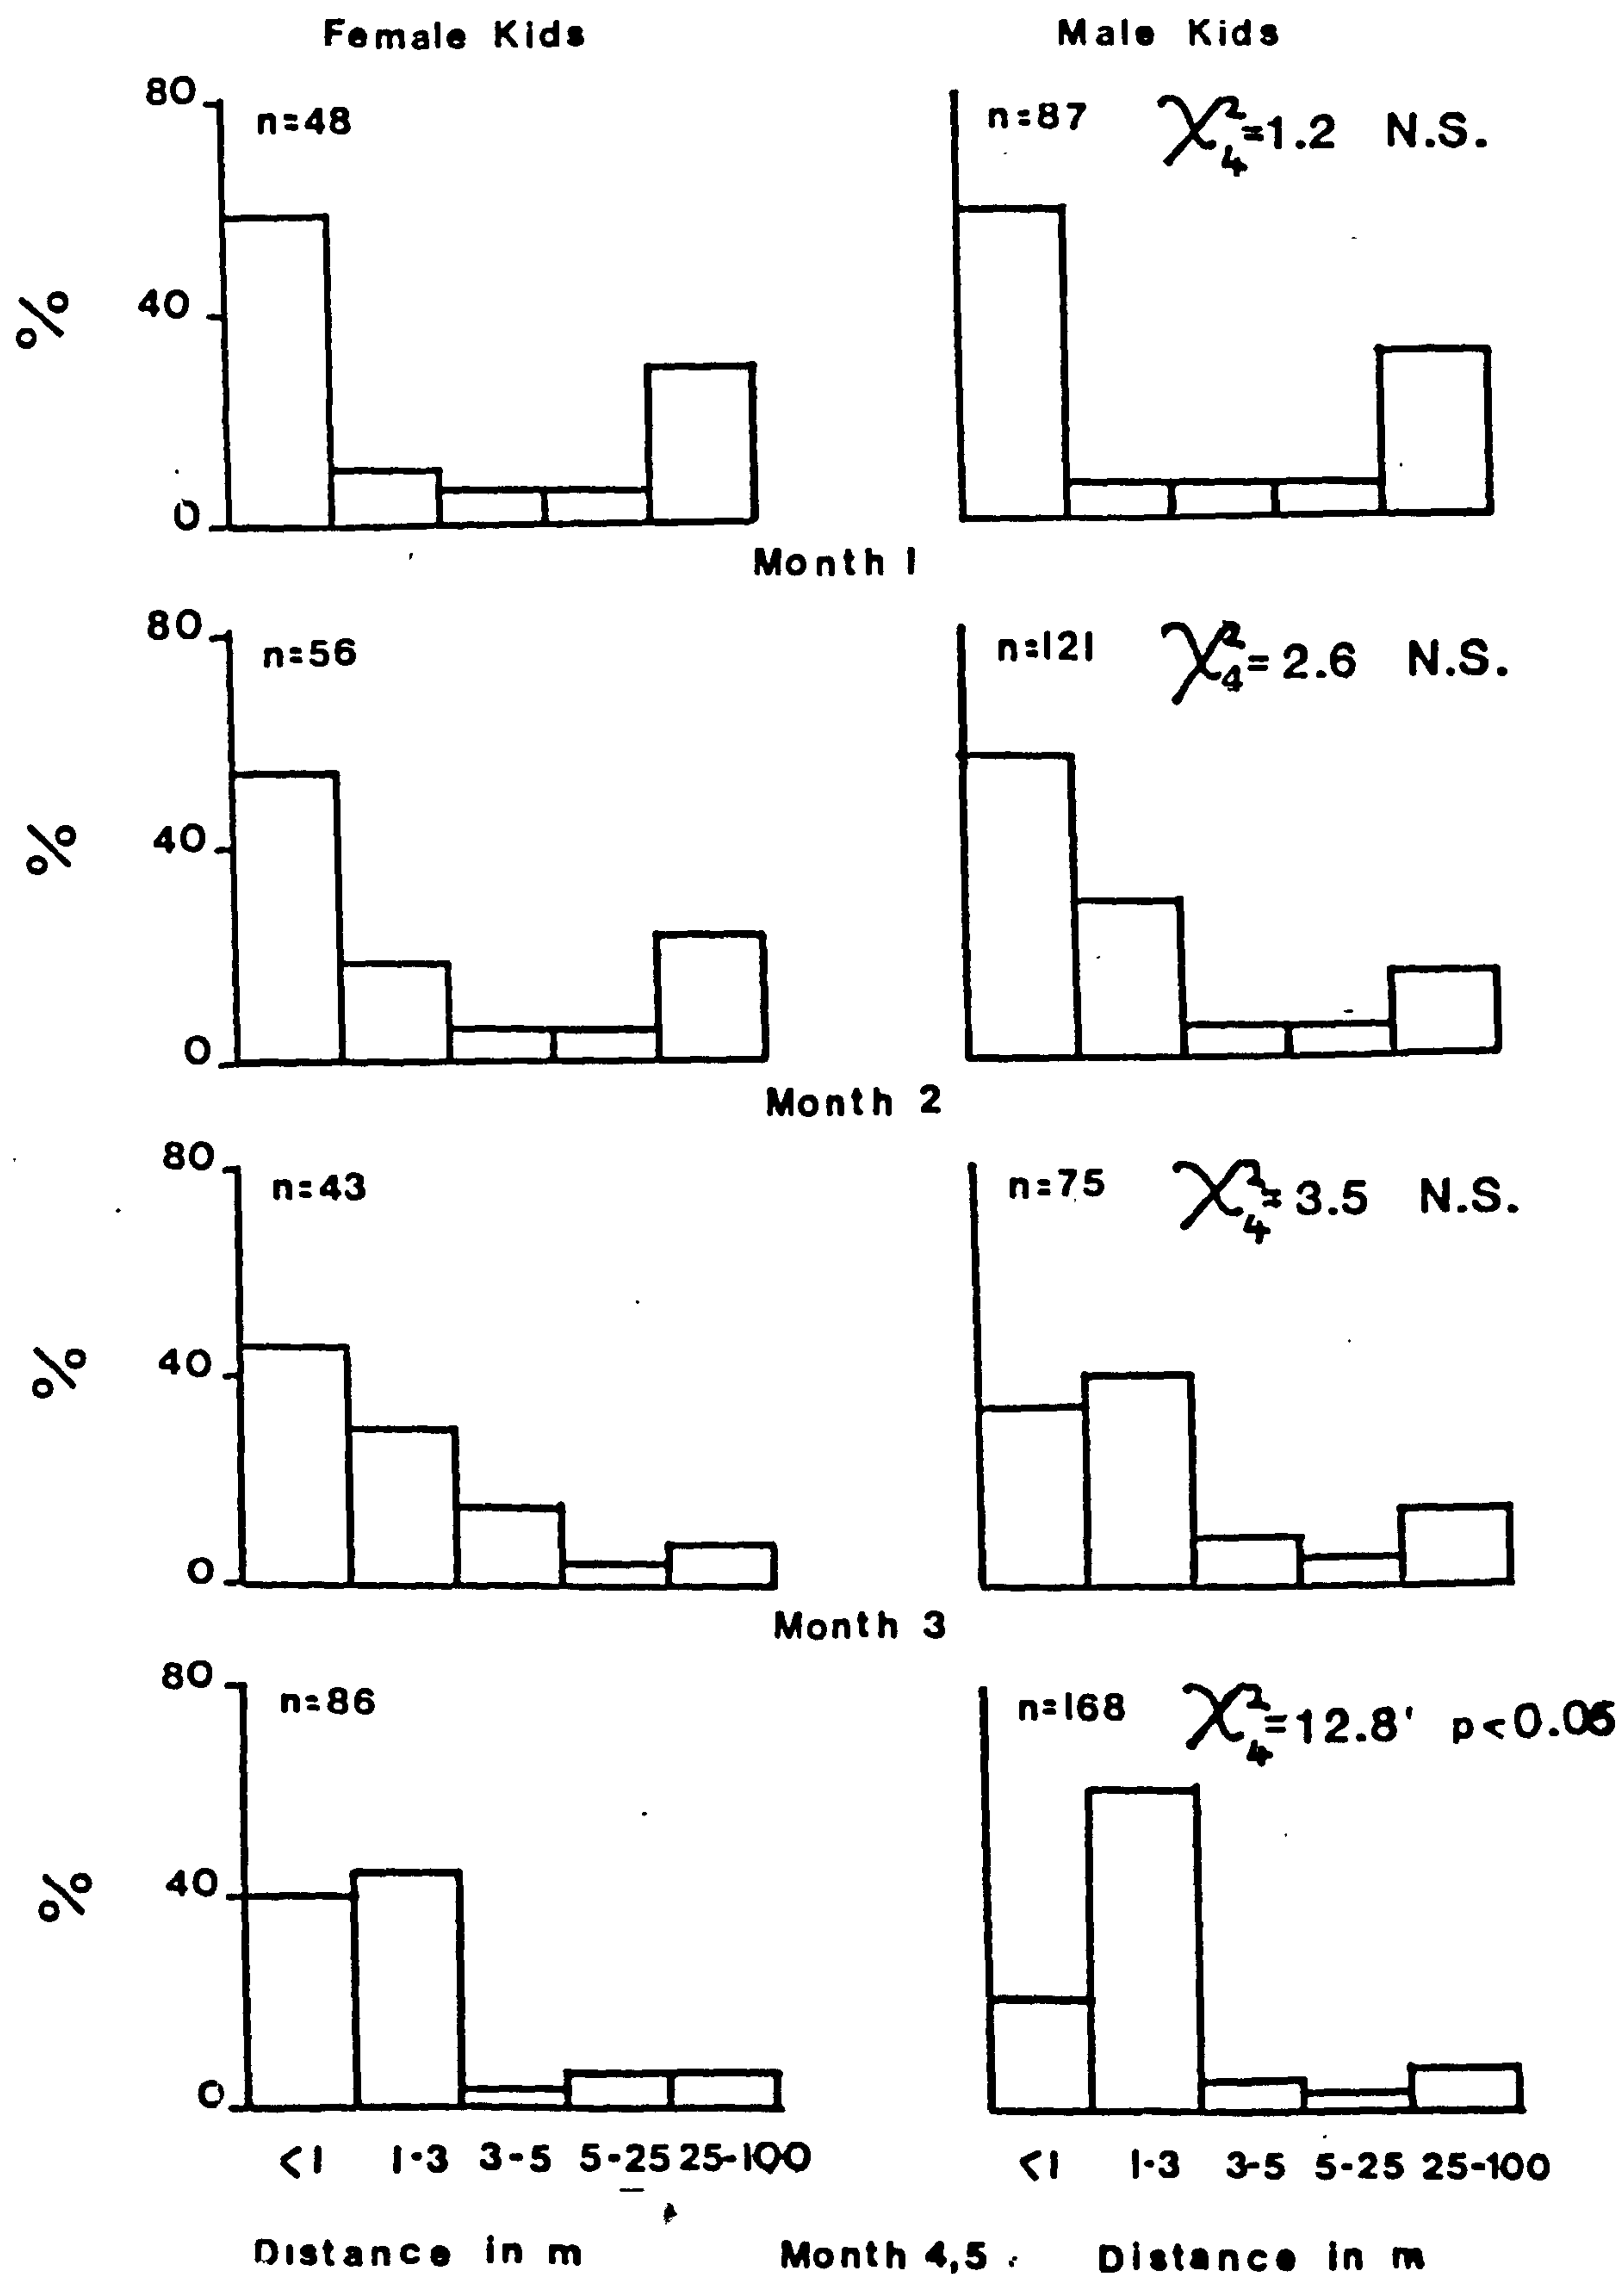 Female Kids Male Kids
80 n=48 n=87 χ²₄=1.2 N.S.
% 40
0
Month 1
80 n=56 n=121 χ²₄=2.6 N.S.
% 40
0
Month 2
80 n=43 n=75 χ²₄=3.5 N.S.
% 40
0
Month 3
80 n=86 n=168 χ²₄=12.8' p<0.05
% 40
0
<1 1-3 3-5 5-25 25-100 <1 1-3 3-5 5-25 25-100
Distance in m Month 4,5 Distance in m